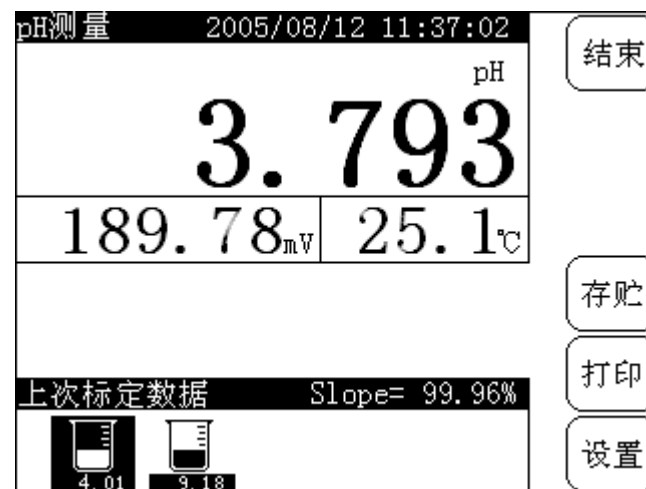 pH测量 2005/08/12 11:37:02
pH
3.793
189.78mV 25.1℃
上次标定数据 Slope= 99.96%
4.01 9.18
结束
存贮
打印
设置